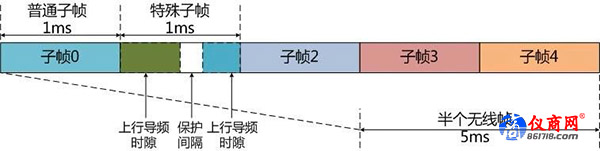 普通子帧
1ms
特殊子帧
1ms
子帧0
子帧2
子帧3
子帧4
上行导频
时隙
保护
间隔
上行导频
时隙
半个无线帧
5ms
仪商网
861718.com